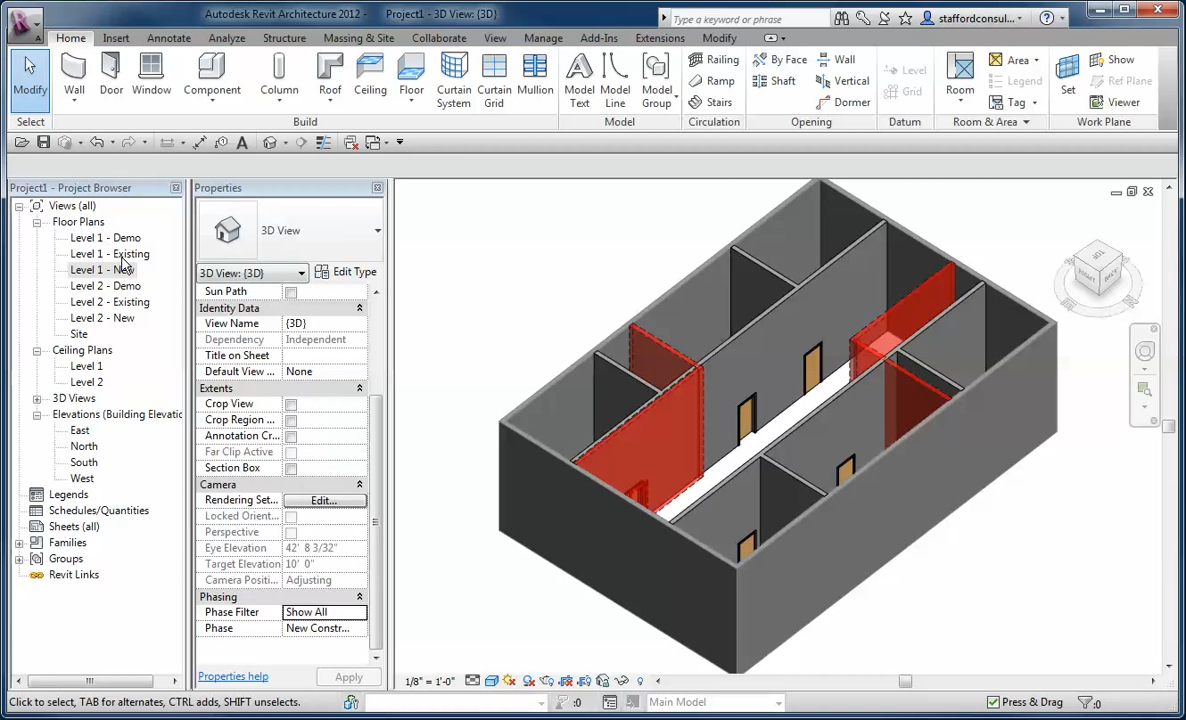 Autodesk Revit Architecture 2012 - Project1 - 3D View: {3D}
Type a keyword or phrase
staffordconsul...
Home Insert Annotate Analyze Structure Massing & Site Collaborate View Manage Add-Ins Extensions Modify
Modify Wall Door Window Component Column Roof Ceiling Floor Curtain System Curtain Grid Mullion Model Text Model Line Model Group
Railing By Face Wall Level Room Area Set Show
Ramp Shaft Vertical Grid Legend Ref Plane
Stairs Dormer Tag Viewer
Select Build Model Circulation Opening Datum Room & Area Work Plane
Project1 - Project Browser
Views (all)
Floor Plans
Level 1 - Demo
Level 1 - Existing
Level 1 - New
Level 2 - Demo
Level 2 - Existing
Level 2 - New
Site
Ceiling Plans
Level 1
Level 2
3D Views
Elevations (Building Elevatic
East
North
South
West
Legends
Schedules/Quantities
Sheets (all)
Families
Groups
Revit Links
Properties
3D View
3D View: {3D} Edit Type
Sun Path
Identity Data
View Name {3D}
Dependency Independent
Title on Sheet
Default View ... None
Extents
Crop View
Crop Region ...
Annotation Cr...
Far Clip Active
Section Box
Camera
Rendering Set... Edit...
Locked Orient...
Perspective
Eye Elevation 42' 8 3/32"
Target Elevation 10' 0"
Camera Positi... Adjusting
Phasing
Phase Filter Show All
Phase New Constr...
Properties help Apply
TOP
1/8" = 1'-0"
Click to select, TAB for alternates, CTRL adds, SHIFT unselects.
:0
Main Model
Press & Drag
:0